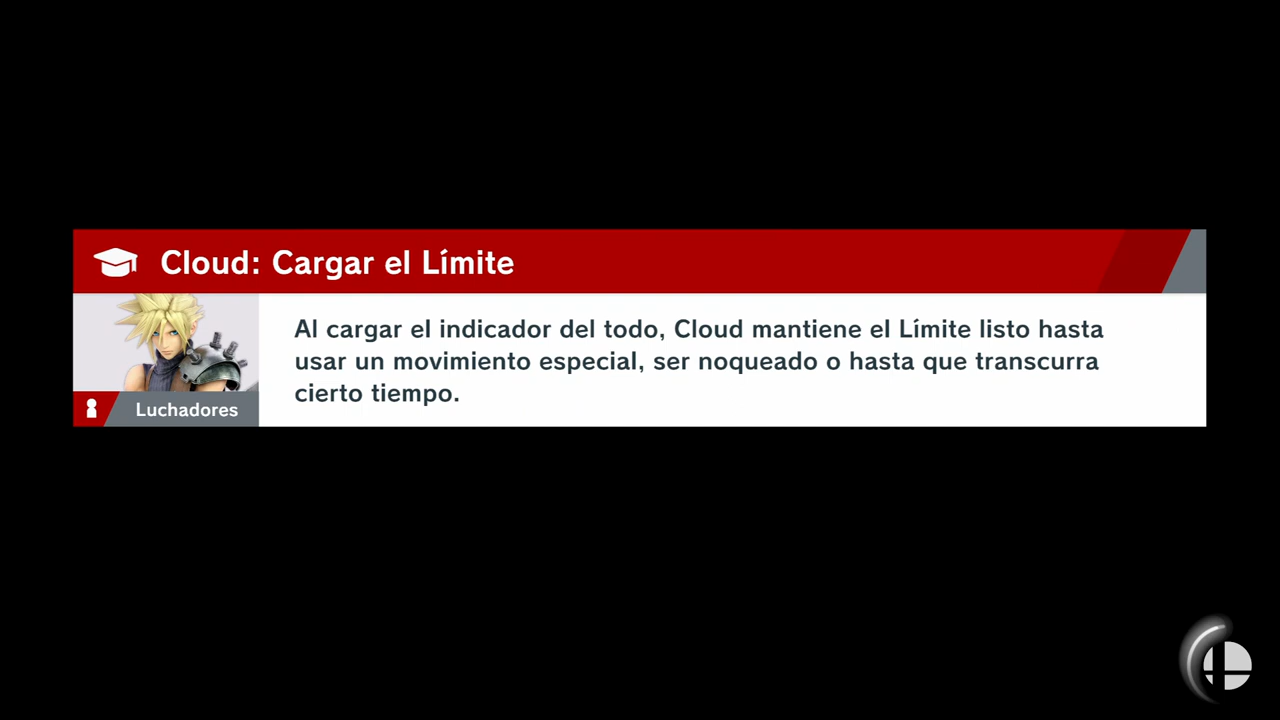 Cloud: Cargar el Límite
Al cargar el indicador del todo, Cloud mantiene el Límite listo hasta
usar un movimiento especial, ser noqueado o hasta que transcurra
cierto tiempo.
Luchadores